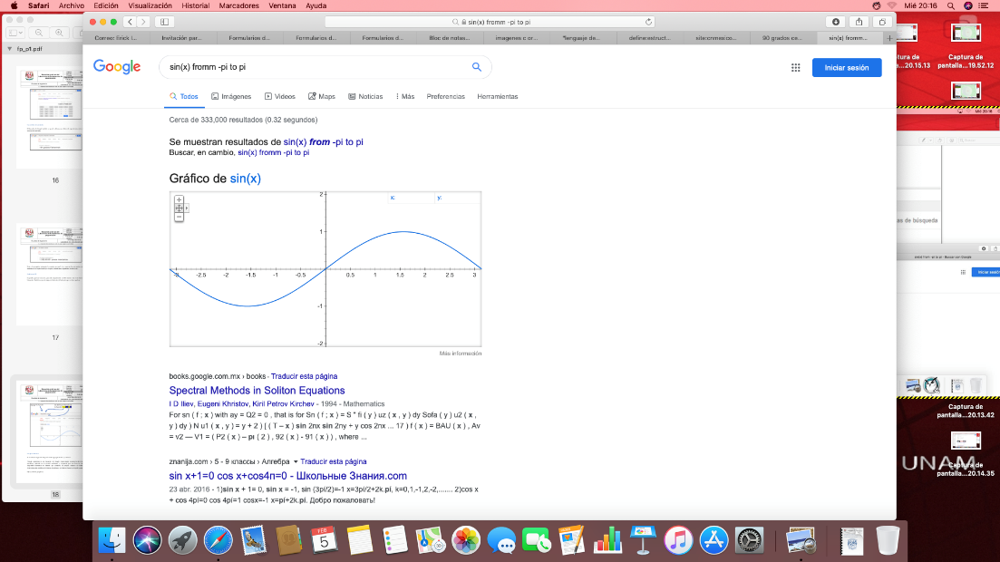 Safari Archivo Edición Visualización Historial Marcadores Ventana Ayuda
Mié 20:16
sin(x) fromm -pi to pi
Correo: Erick I...
Invitación par...
Formularios d...
Formularios d...
Formularios d...
Bloc de notas...
imagenes c or...
"lenguaje de...
define:estruct...
site:cnmexico...
90 grados ce...
sin(x) fromm...
fp_p1.pdf
16
17
18
Google
sin(x) fromm -pi to pi
Iniciar sesión
Todos Imágenes Videos Maps Noticias Más Preferencias Herramientas
Cerca de 333,000 resultados (0.32 segundos)
Se muestran resultados de sin(x) from -pi to pi
Buscar, en cambio, sin(x) fromm -pi to pi
Gráfico de sin(x)
x: y:
2
1
-3 -2.5 -2 -1.5 -1 -0.5 0 0.5 1 1.5 2 2.5 3
-1
-2
Más información
books.google.com.mx › books · Traducir esta página
Spectral Methods in Soliton Equations
I D Iliev, Eugeni Khristov, Kiril Petrov Kirchev - 1994 - Mathematics
For sn ( f ; x ) with ay = Q2 = 0 , that is for Sn ( f ; x ) = S " fi ( y ) uz ( x , y ) dy Sofa ( y ) u2 ( x ,
y ) dy ) N u1 ( x , y ) = y + 2 ) [ ( T – x ) sin 2nx sin 2ny + y cos 2nx ... 17 ) f ( x ) = BAU ( x ) , Av
= v2 — V1 = ( P2 ( x ) – pı ( 2 ) , 92 ( x ) - 91 ( x ) ) , where ...
znanija.com › 5 - 9 классы › Алгебра ▾ Traducir esta página
sin x+1=0 cos x+cos4п=0 - Школьные Знания.com
23 abr. 2016 - 1)sin x + 1= 0, sin x = -1, sin (3pi/2)=-1 x=3pi/2+2k.pi, k=0,1,-1,2,-2,....... 2)cos x
+ cos 4pi=0 cos 4pi=1 cosx=-1 x=pi+2k.pi. Добро пожаловать!
Captura de
pantalla...19.52.12
...20.15.13
as de búsqueda
Iniciar sesión
Captura de
pantalla...20.13.42
UNAM
Captura de
pantalla...20.14.35
FEB
5